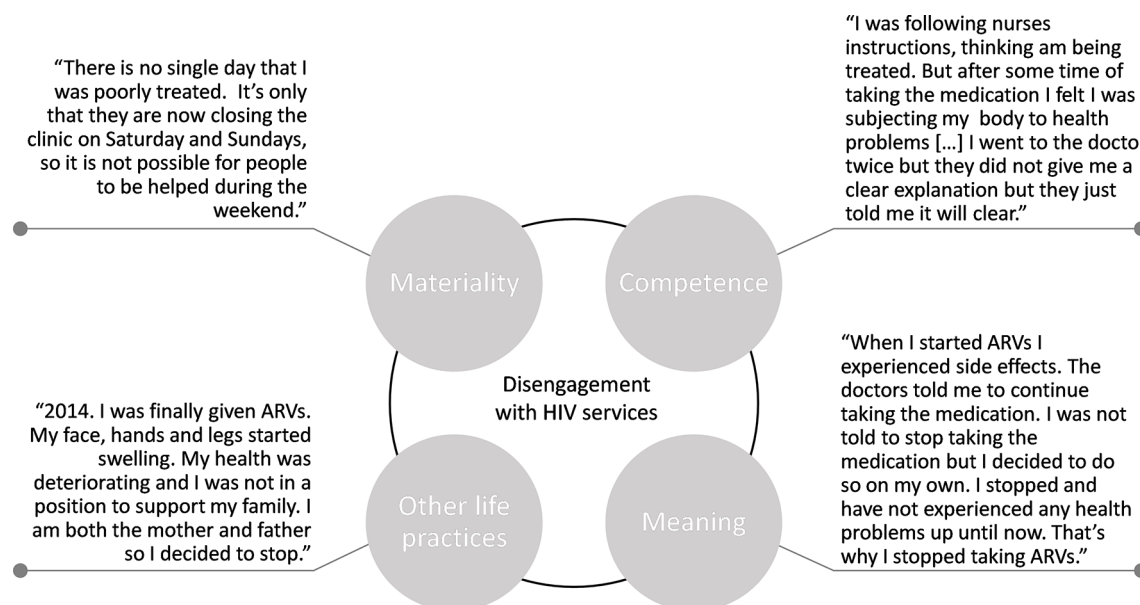 “There is no single day that I
was poorly treated.  It’s only
that they are now closing the
clinic on Saturday and Sundays,
so it is not possible for people
to be helped during the
weekend.”
“I was following nurses
instructions, thinking am being
treated. But after some time of
taking the medication I felt I was
subjecting my  body to health
problems […] I went to the docto
twice but they did not give me a
clear explanation but they just
told me it will clear.”
Materiality
Competence
Disengagement
with HIV services
“2014. I was finally given ARVs.
My face, hands and legs started
swelling. My health was
deteriorating and I was not in a
position to support my family. I
am both the mother and father
so I decided to stop.”
Other life
practices
Meaning
“When I started ARVs I
experienced side effects. The
doctors told me to continue
taking the medication. I was not
told to stop taking the
medication but I decided to do
so on my own. I stopped and
have not experienced any health
problems up until now. That’s
why I stopped taking ARVs.”